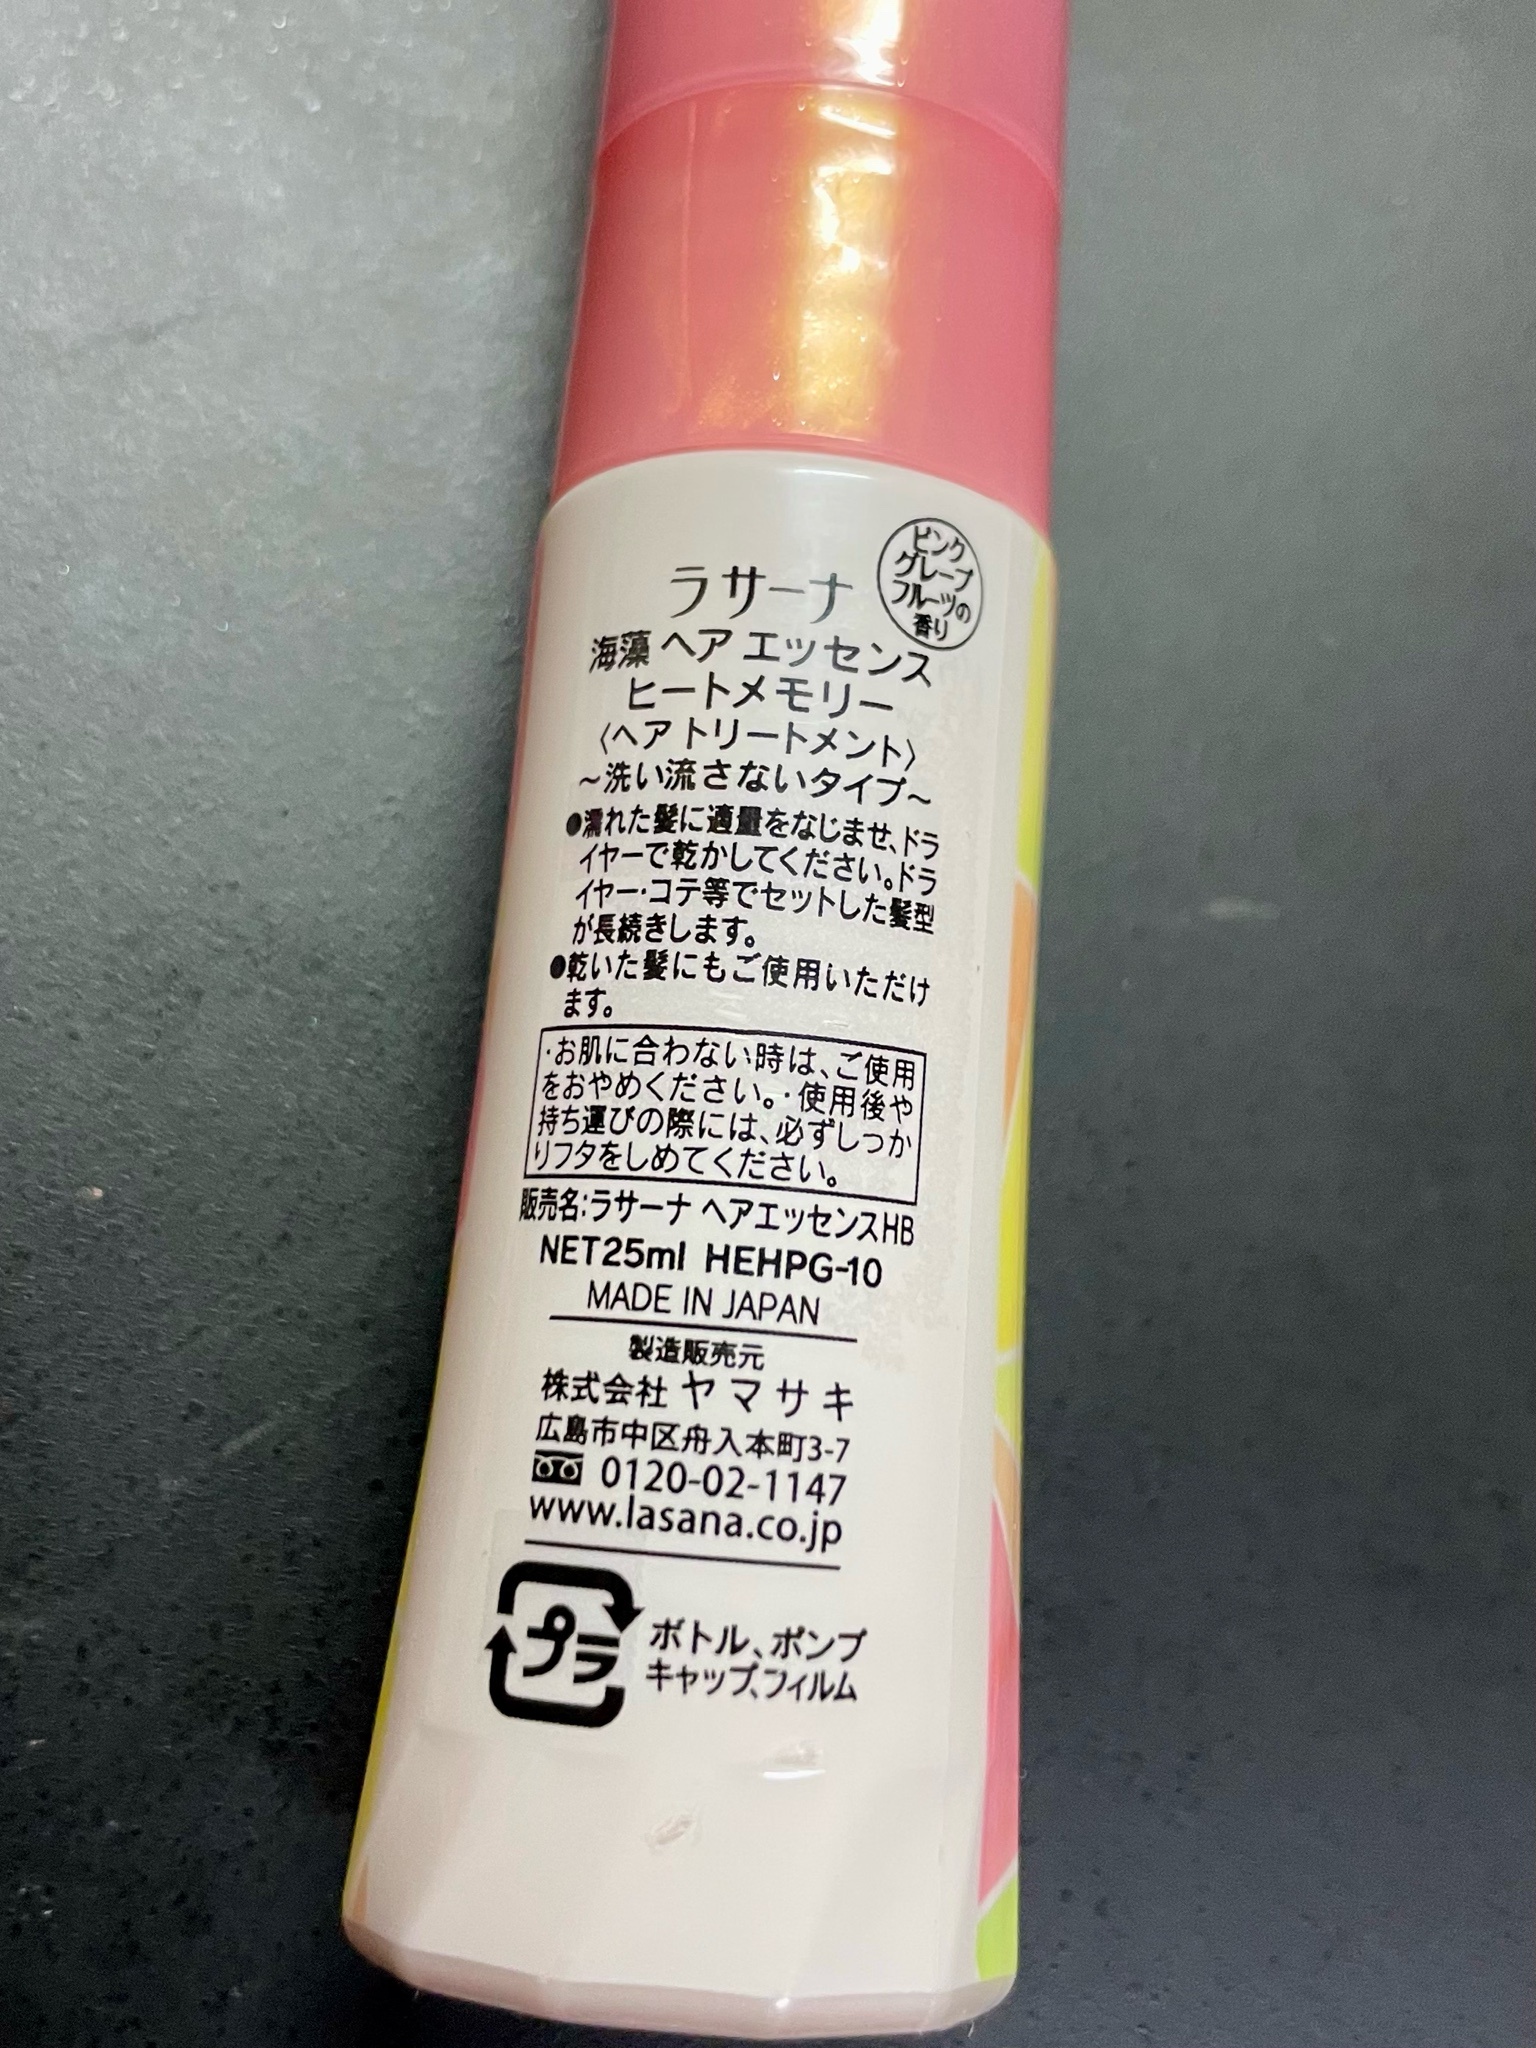 ピンク
グレープ
フルーツの
香り
ラサーナ
海藻 ヘア エッセンス
ヒートメモリー
〈ヘア トリートメント〉
~洗い流さないタイプ~
●濡れた髪に適量をなじませ、ドラ
イヤーで乾かしてください。ドラ
イヤー・コテ等でセットした髪型
が長続きします。
●乾いた髪にもご使用いただけ
ます。
・お肌に合わない時は、ご使用
をおやめください。・使用後や
持ち運びの際には、必ずしっか
りフタをしめてください。
販売名:ラサーナ ヘアエッセンスHB
NET25ml HEHPG-10
MADE IN JAPAN
製造販売元
株式会社 ヤマサキ
広島市中区舟入本町3-7
0120-02-1147
www.lasana.co.jp
プラ
ボトル、ポンプ
キャップ、フィルム